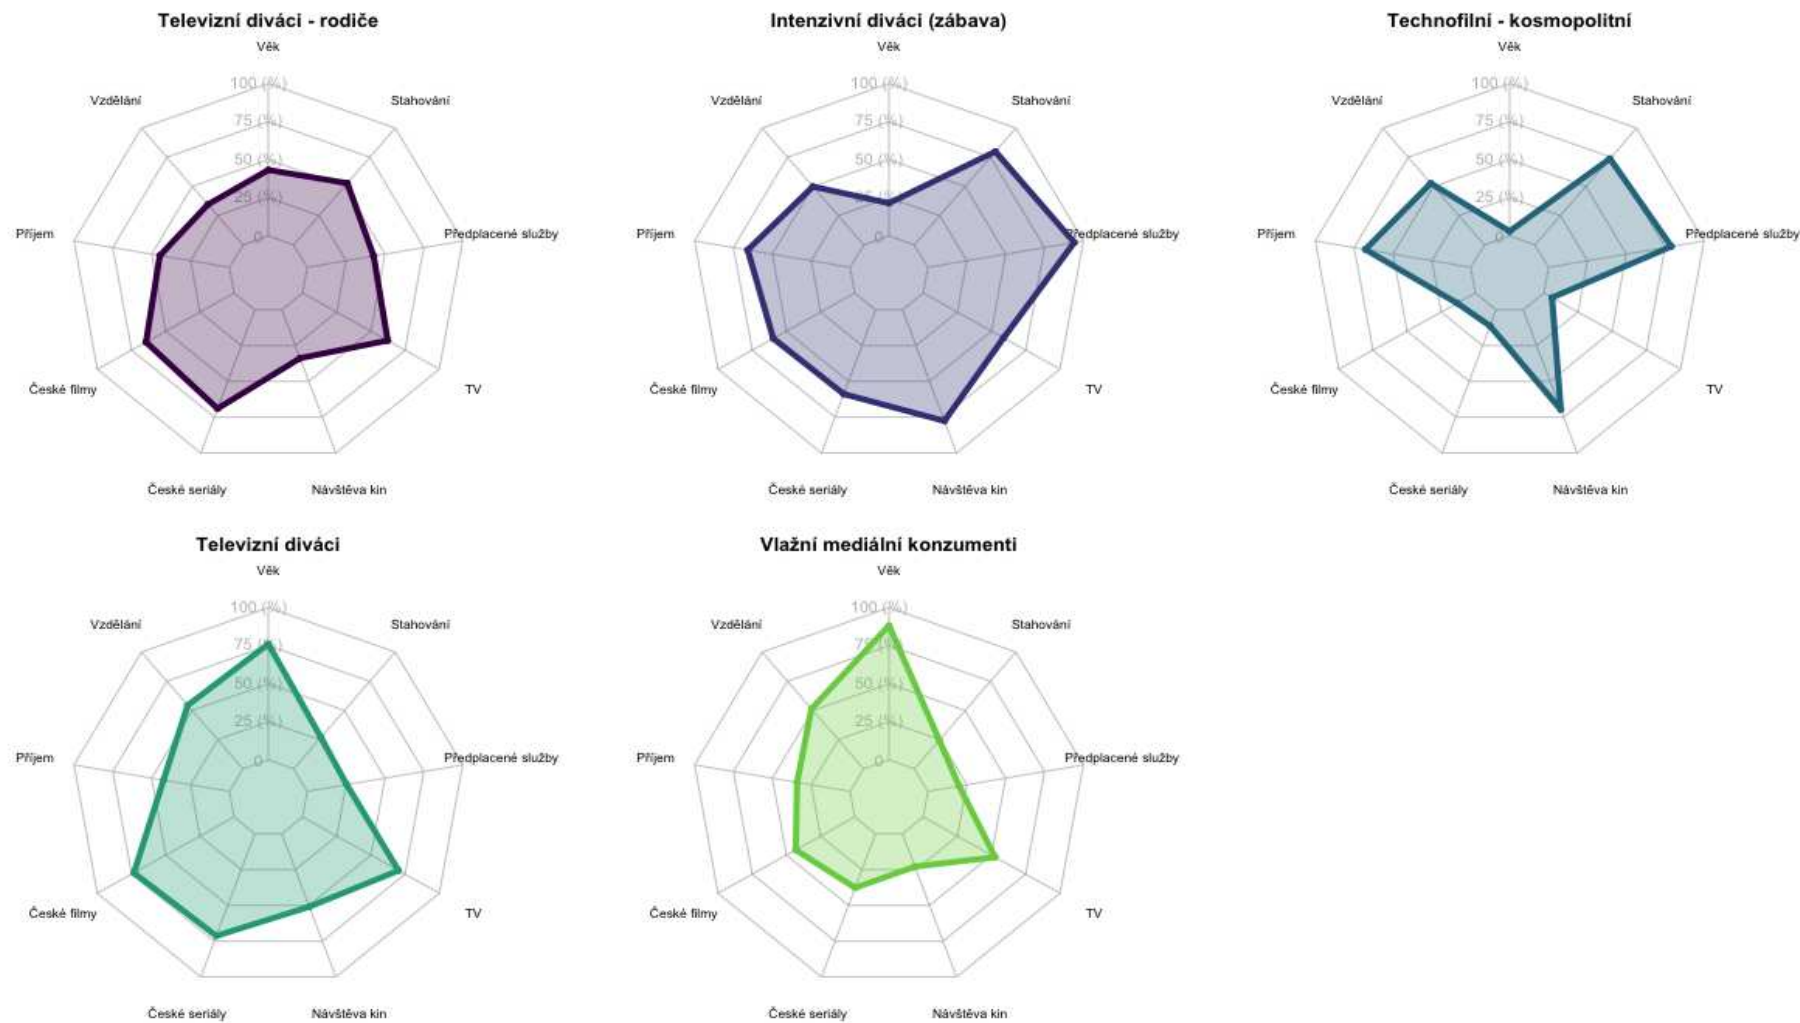 Televizní diváci - rodiče
Věk
100 (%)
75 (%)
50 (%)
25 (%)
0
Vzdělání
Stahování
Příjem
Předplacené služby
České filmy
TV
České seriály
Návštěva kin
Intenzivní diváci (zábava)
Věk
100 (%)
75 (%)
50 (%)
25 (%)
0
Vzdělání
Stahování
Příjem
Předplacené služby
České filmy
TV
České seriály
Návštěva kin
Technofilní - kosmopolitní
Věk
100 (%)
75 (%)
50 (%)
25 (%)
0
Vzdělání
Stahování
Příjem
Předplacené služby
České filmy
TV
České seriály
Návštěva kin
Televizní diváci
Věk
100 (%)
75 (%)
50 (%)
25 (%)
0
Vzdělání
Stahování
Příjem
Předplacené služby
České filmy
TV
České seriály
Návštěva kin
Vlažní mediální konzumenti
Věk
100 (%)
75 (%)
50 (%)
25 (%)
0
Vzdělání
Stahování
Příjem
Předplacené služby
České filmy
TV
České seriály
Návštěva kin